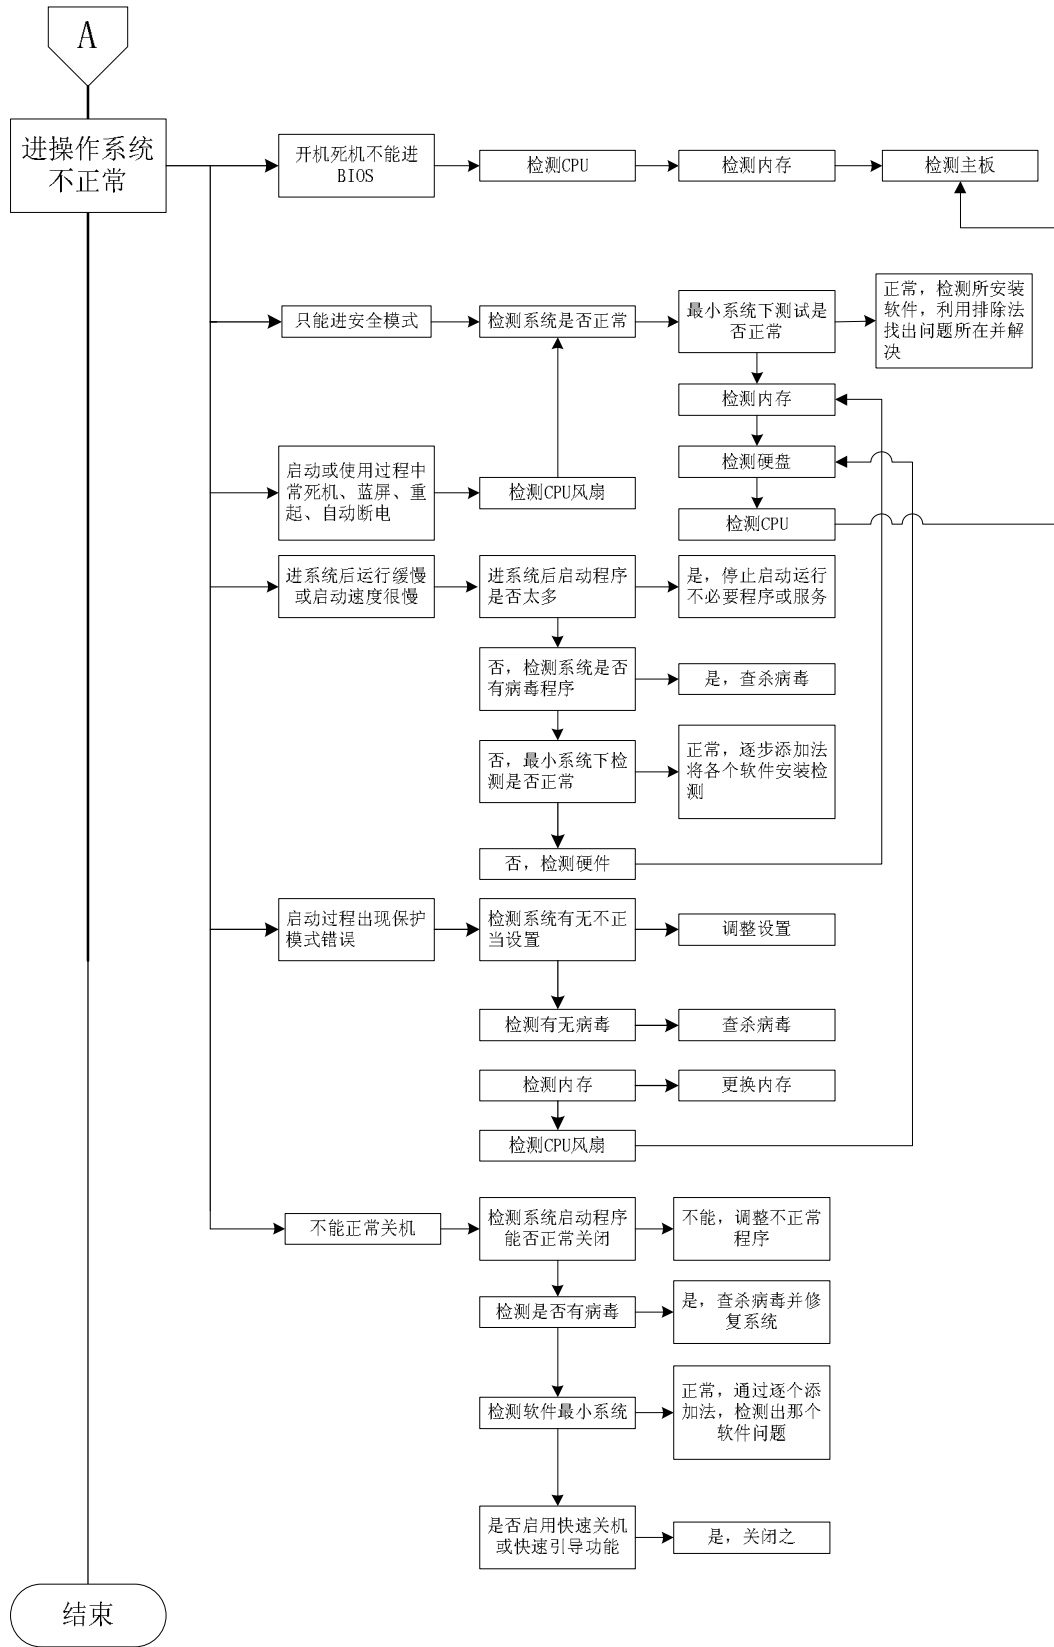 A
进操作系统
不正常
开机死机不能进
BIOS
检测CPU
检测内存
检测主板
只能进安全模式
检测系统是否正常
最小系统下测试是
否正常
正常，检测所安装
软件，利用排除法
找出问题所在并解
决
检测内存
检测硬盘
检测CPU
启动或使用过程中
常死机、蓝屏、重
起、自动断电
检测CPU风扇
进系统后运行缓慢
或启动速度很慢
进系统后启动程序
是否太多
是，停止启动运行
不必要程序或服务
否，检测系统是否
有病毒程序
是，查杀病毒
否，最小系统下检
测是否正常
正常，逐步添加法
将各个软件安装检
测
否，检测硬件
启动过程出现保护
模式错误
检测系统有无不正
当设置
调整设置
检测有无病毒
查杀病毒
检测内存
更换内存
检测CPU风扇
不能正常关机
检测系统启动程序
能否正常关闭
不能，调整不正常
程序
检测是否有病毒
是，查杀病毒并修
复系统
检测软件最小系统
正常，通过逐个添
加法，检测出那个
软件问题
是否启用快速关机
或快速引导功能
是，关闭之
结束